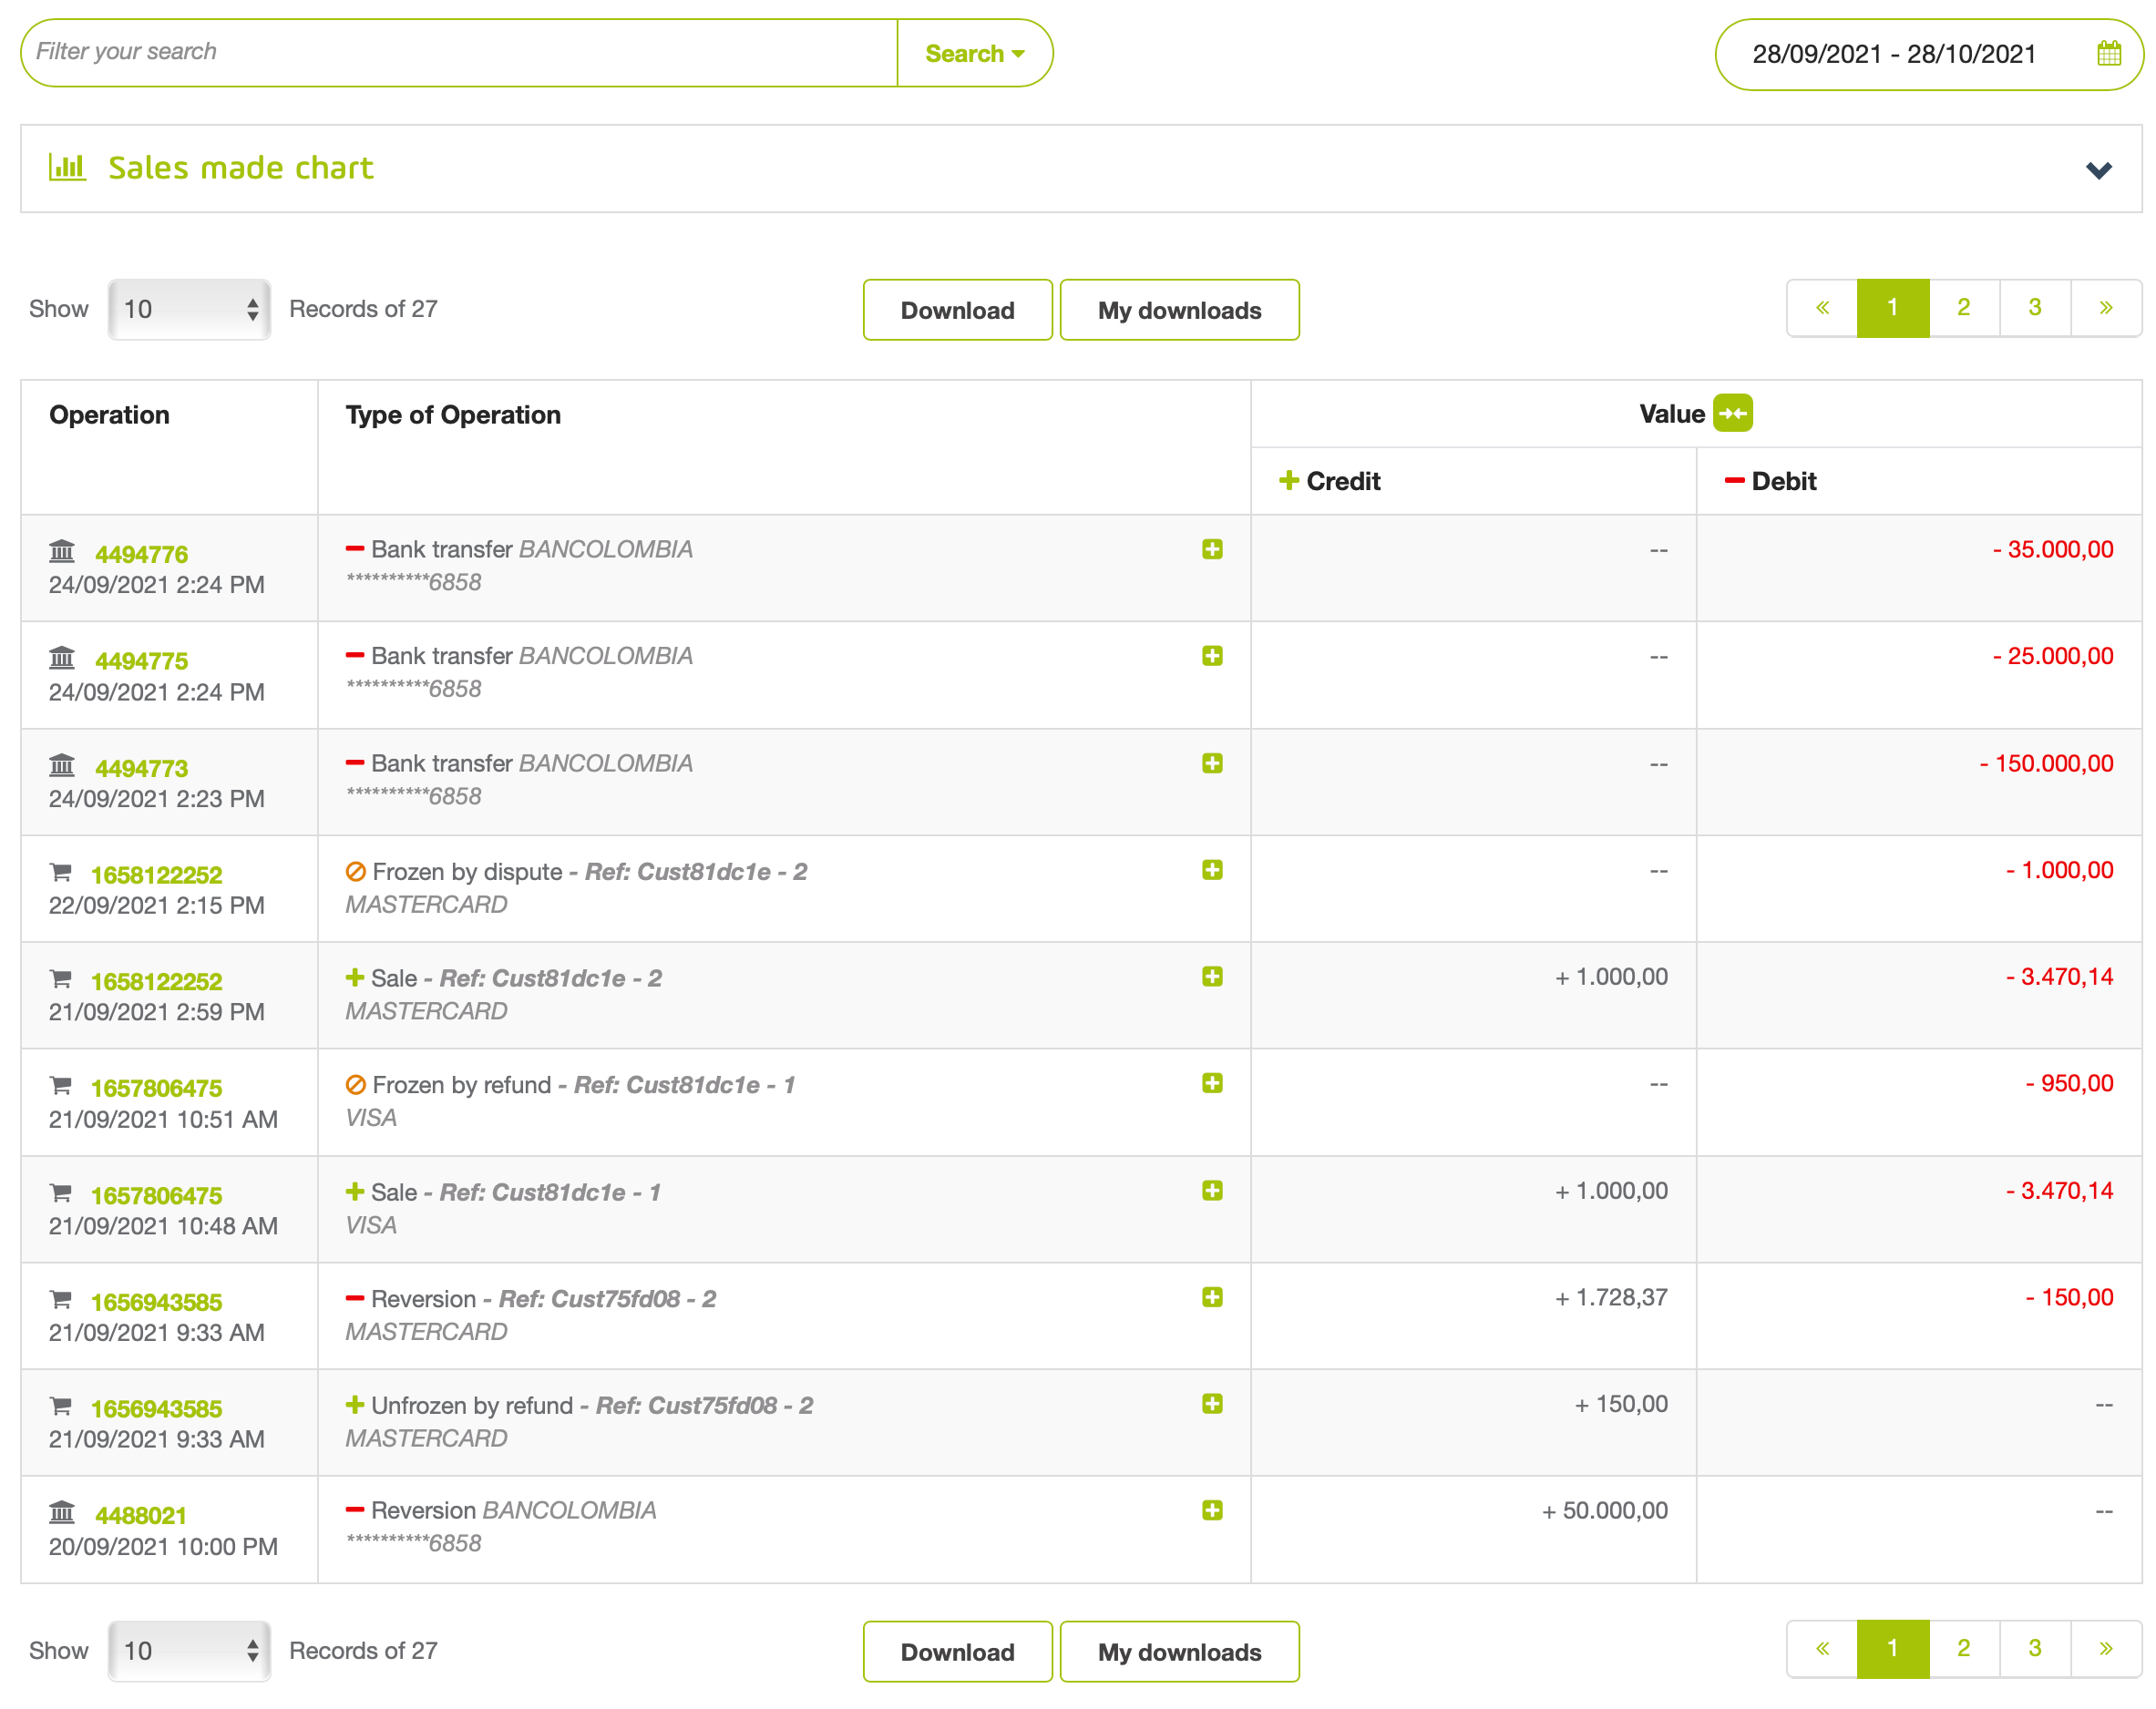 Filter your search
Search
28/09/2021 - 28/10/2021
Sales made chart
Show 10 Records of 27
Download
My downloads
« 1 2 3 »
Operation
Type of Operation
Value
Credit
Debit
4494776
24/09/2021 2:24 PM
Bank transfer BANCOLOMBIA
**********6858
--
- 35.000,00
4494775
24/09/2021 2:24 PM
Bank transfer BANCOLOMBIA
**********6858
--
- 25.000,00
4494773
24/09/2021 2:23 PM
Bank transfer BANCOLOMBIA
**********6858
--
- 150.000,00
1658122252
22/09/2021 2:15 PM
Frozen by dispute - Ref: Cust81dc1e - 2
MASTERCARD
--
- 1.000,00
1658122252
21/09/2021 2:59 PM
Sale - Ref: Cust81dc1e - 2
MASTERCARD
+ 1.000,00
- 3.470,14
1657806475
21/09/2021 10:51 AM
Frozen by refund - Ref: Cust81dc1e - 1
VISA
--
- 950,00
1657806475
21/09/2021 10:48 AM
Sale - Ref: Cust81dc1e - 1
VISA
+ 1.000,00
- 3.470,14
1656943585
21/09/2021 9:33 AM
Reversion - Ref: Cust75fd08 - 2
MASTERCARD
+ 1.728,37
- 150,00
1656943585
21/09/2021 9:33 AM
Unfrozen by refund - Ref: Cust75fd08 - 2
MASTERCARD
+ 150,00
--
4488021
20/09/2021 10:00 PM
Reversion BANCOLOMBIA
**********6858
+ 50.000,00
--
Show 10 Records of 27
Download
My downloads
« 1 2 3 »